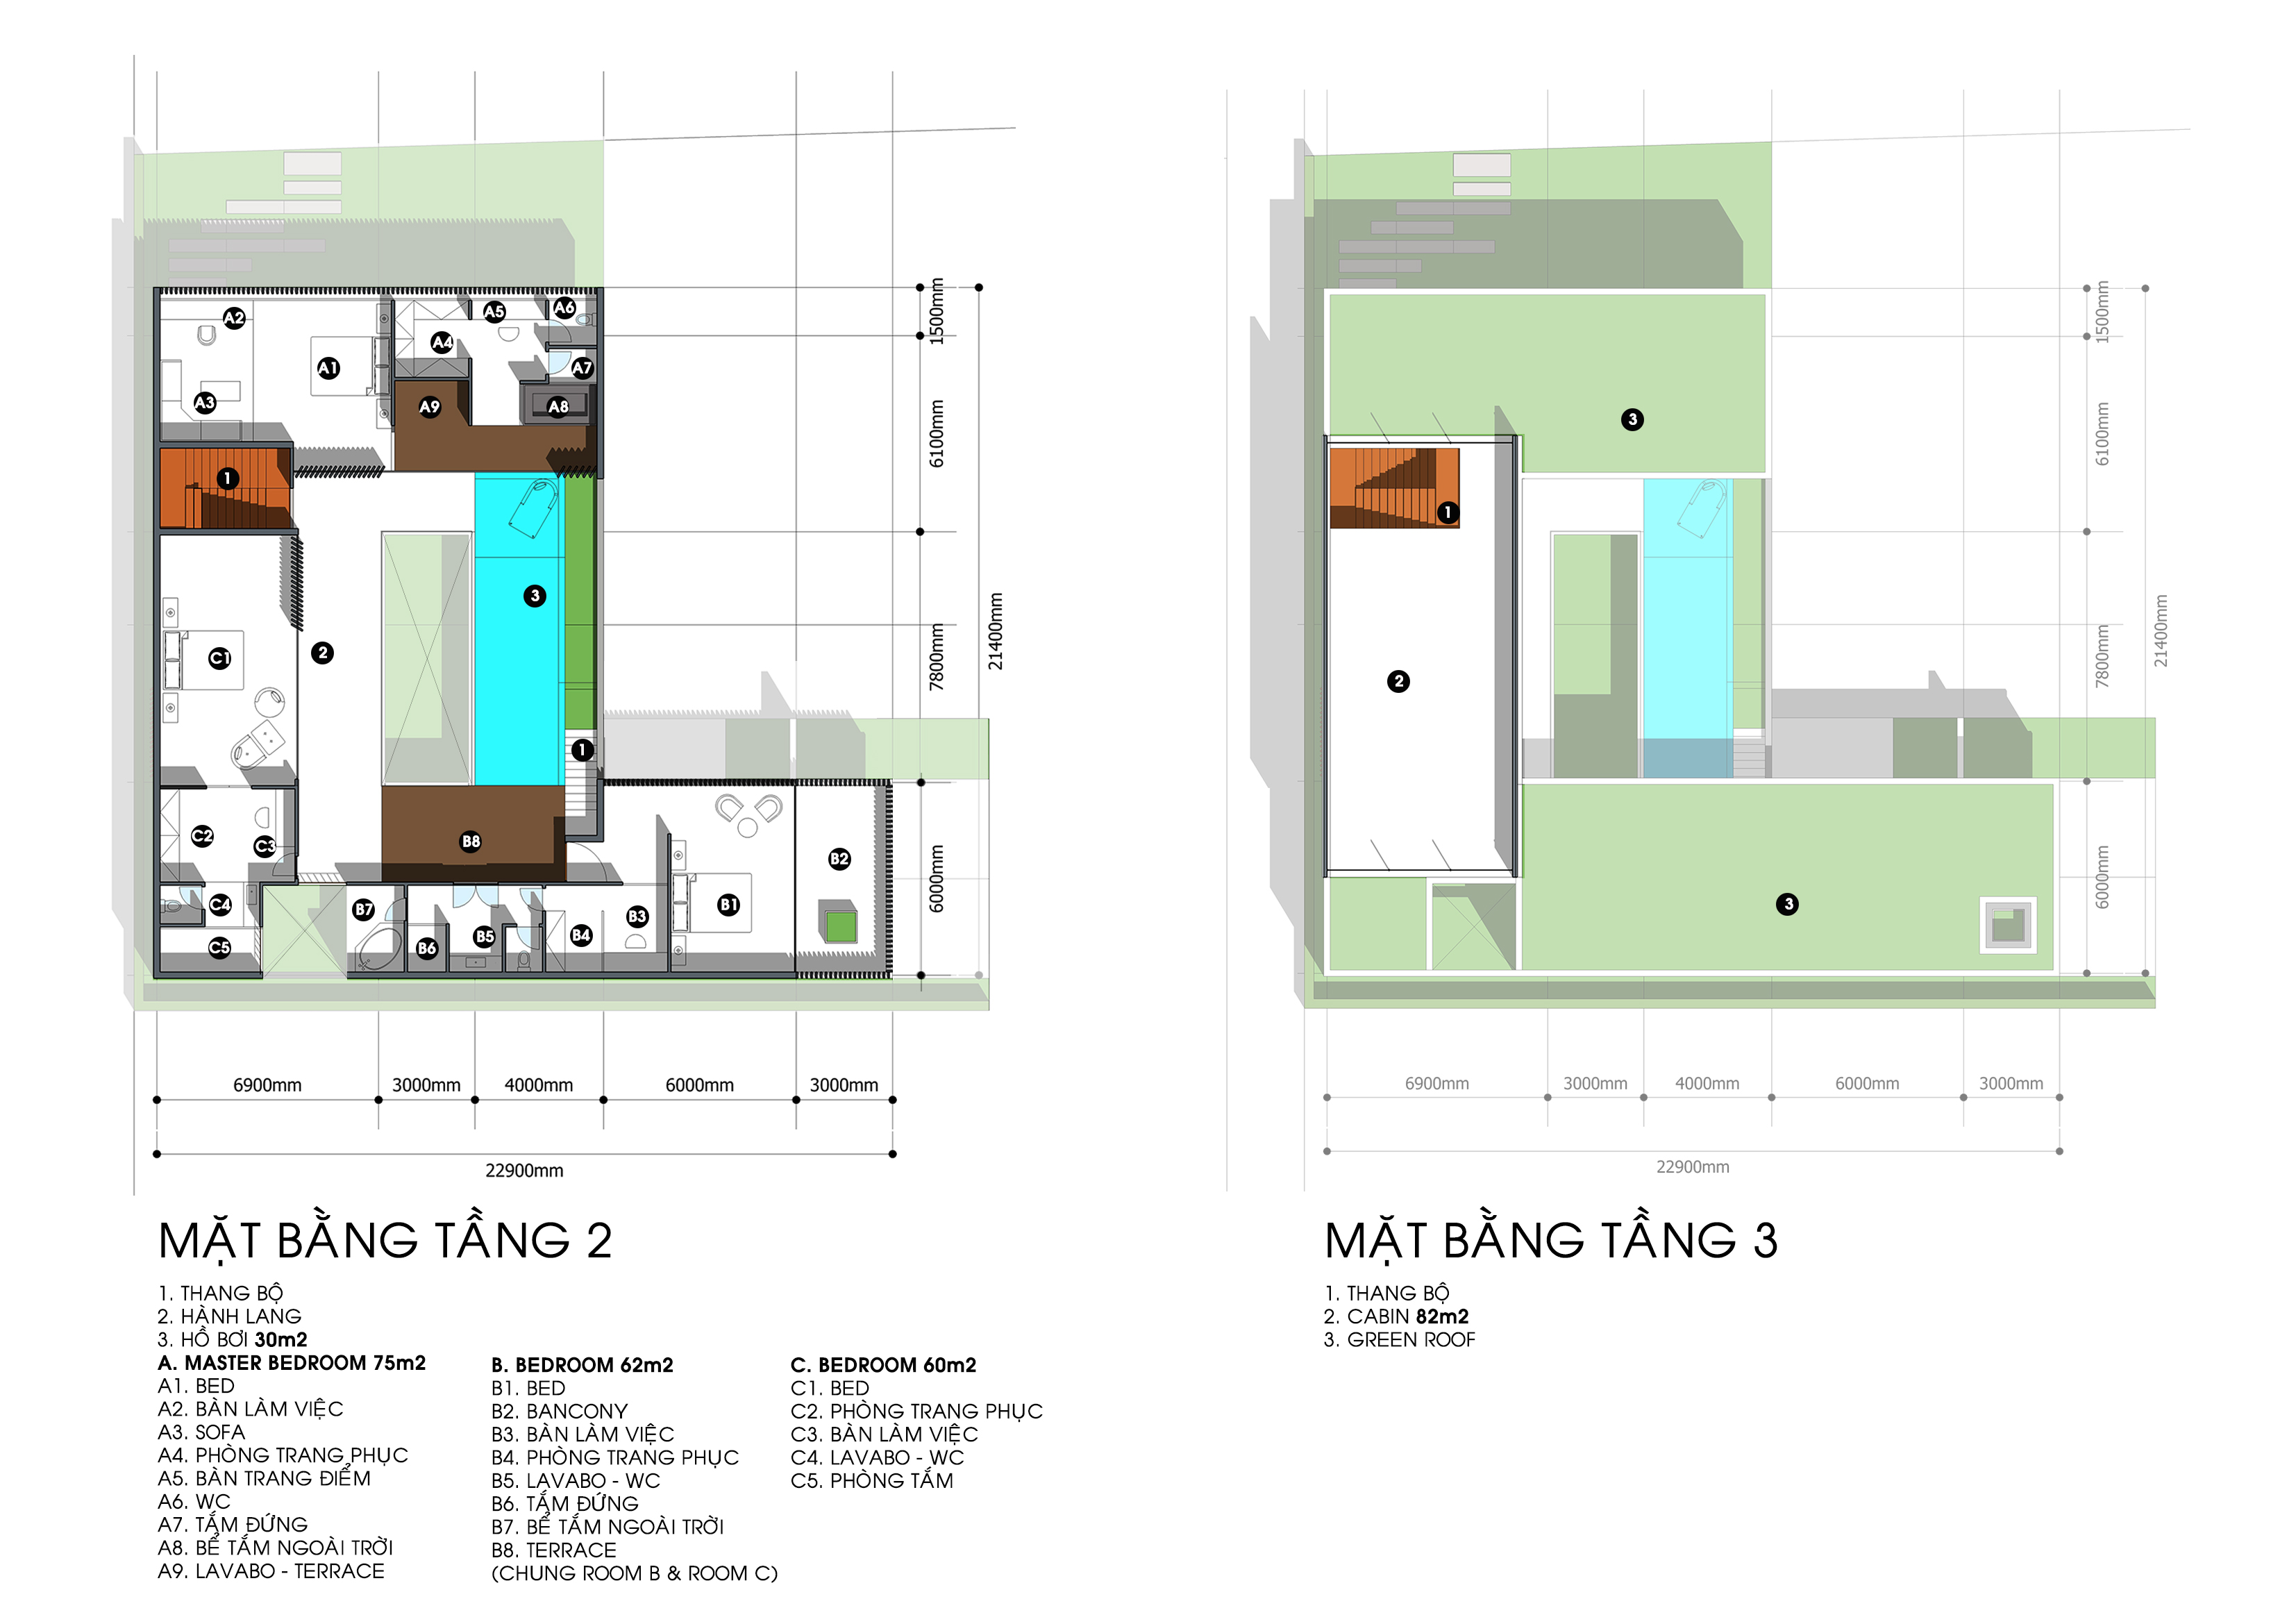 A2
A5
A6
A4
A1
A7
A3
A9
A8
1
3
C1
2
1
C2
C3
B8
B2
C4
B7
B3
B1
C5
B6
B5
B4
1500mm
6100mm
7800mm
6000mm
21400mm
6900mm
3000mm
4000mm
6000mm
3000mm
22900mm
MẶT BẰNG TẦNG 2
1. THANG BỘ
2. HÀNH LANG
3. HỒ BƠI 30m2
A. MASTER BEDROOM 75m2
A1. BED
A2. BÀN LÀM VIỆC
A3. SOFA
A4. PHÒNG TRANG PHỤC
A5. BÀN TRANG ĐIỂM
A6. WC
A7. TẮM ĐỨNG
A8. BỂ TẮM NGOÀI TRỜI
A9. LAVABO - TERRACE
B. BEDROOM 62m2
B1. BED
B2. BANCONY
B3. BÀN LÀM VIỆC
B4. PHÒNG TRANG PHỤC
B5. LAVABO - WC
B6. TẮM ĐỨNG
B7. BỂ TẮM NGOÀI TRỜI
B8. TERRACE
(CHUNG ROOM B & ROOM C)
C. BEDROOM 60m2
C1. BED
C2. PHÒNG TRANG PHỤC
C3. BÀN LÀM VIỆC
C4. LAVABO - WC
C5. PHÒNG TẮM
3
1
2
3
1500mm
6100mm
7800mm
6000mm
21400mm
6900mm
3000mm
4000mm
6000mm
3000mm
22900mm
MẶT BẰNG TẦNG 3
1. THANG BỘ
2. CABIN 82m2
3. GREEN ROOF